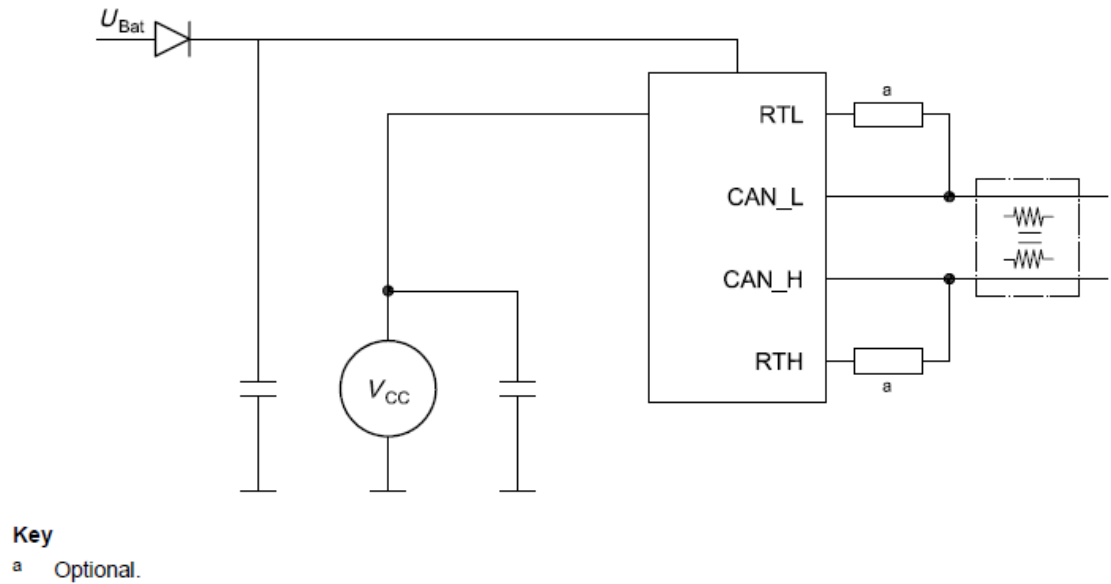 U_Bat
a
RTL
CAN_L
CAN_H
RTH
a
V_CC
Key
a Optional.